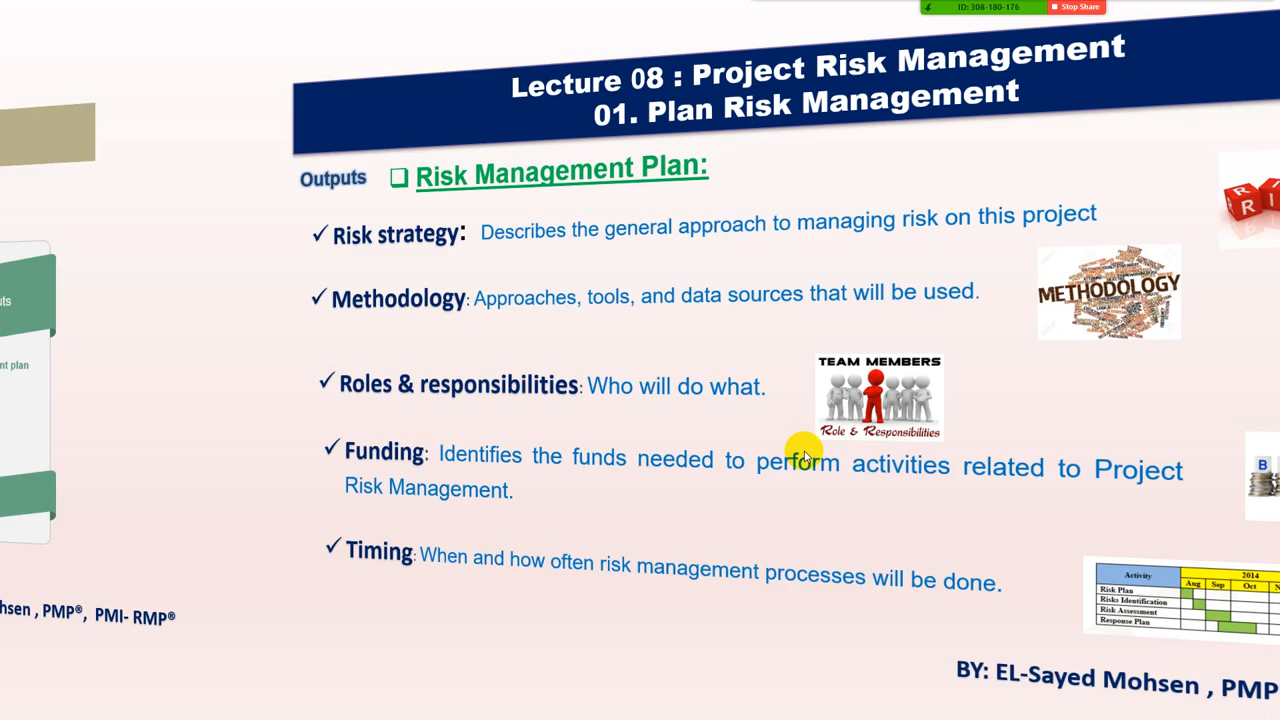 ID: 308-180-176
Stop Share
Lecture 08 : Project Risk Management
01. Plan Risk Management
Outputs
❑ Risk Management Plan:
✓ Risk strategy: Describes the general approach to managing risk on this project
✓ Methodology: Approaches, tools, and data sources that will be used.
METHODOLOGY
✓ Roles & responsibilities: Who will do what.
TEAM MEMBERS
Role & Responsibilities
✓ Funding: Identifies the funds needed to perform activities related to Project
Risk Management.
B
✓ Timing: When and how often risk management processes will be done.
Activity 2014
Aug Sep Oct
Risk Plan
Risks Identification
Risk Assessment
Response Plan
PMP®, PMI- RMP®
BY: EL-Sayed Mohsen , PMP
R
R I
nt plan